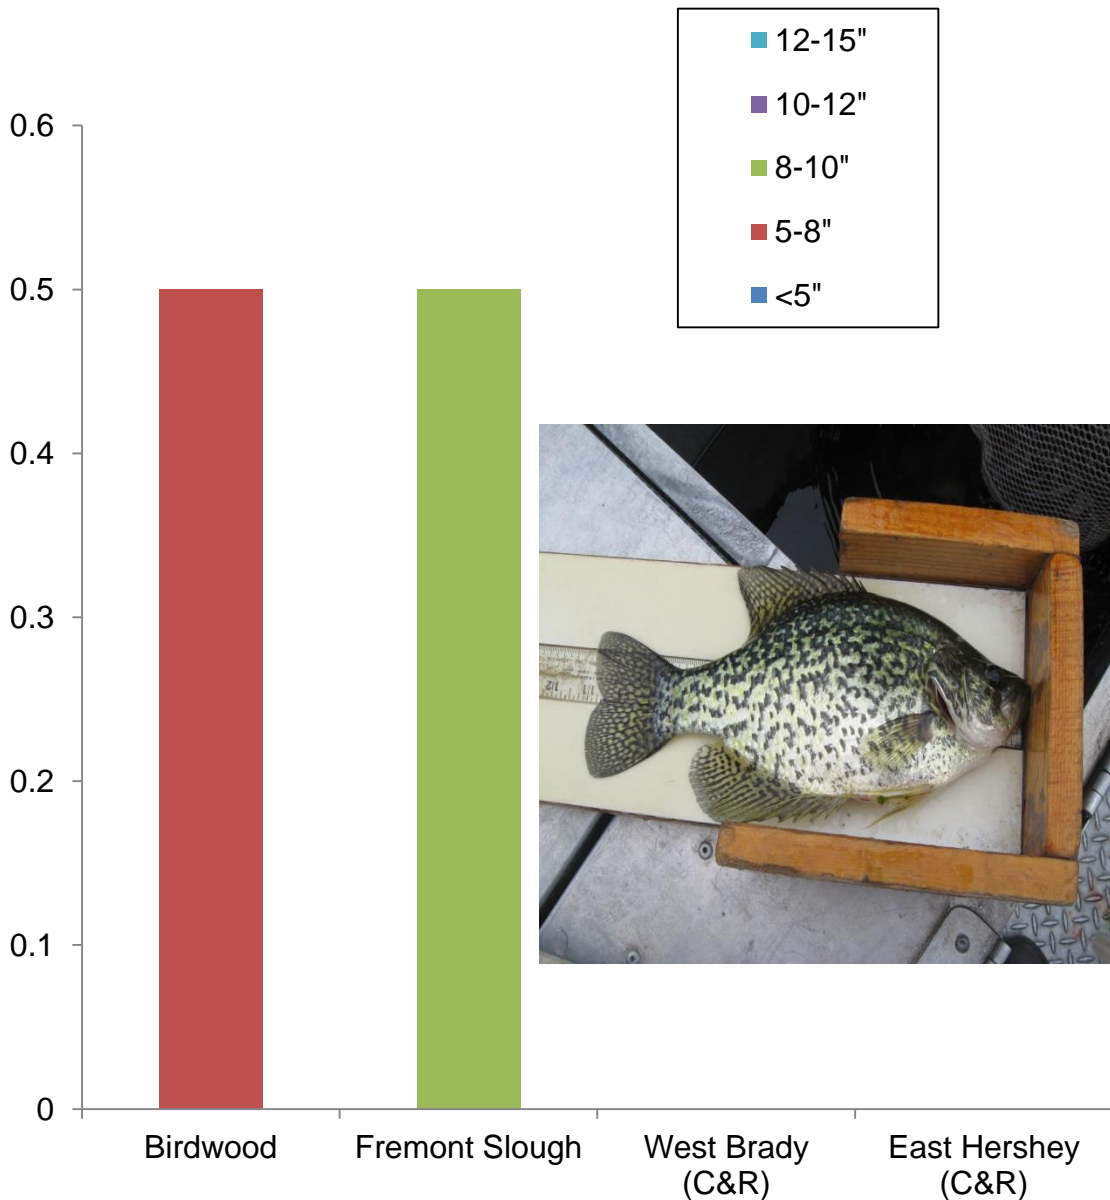 12-15"
10-12"
8-10"
5-8"
<5"
0.6
0.5
0.4
0.3
0.2
0.1
0
Birdwood
Fremont Slough
West Brady
(C&R)
East Hershey
(C&R)